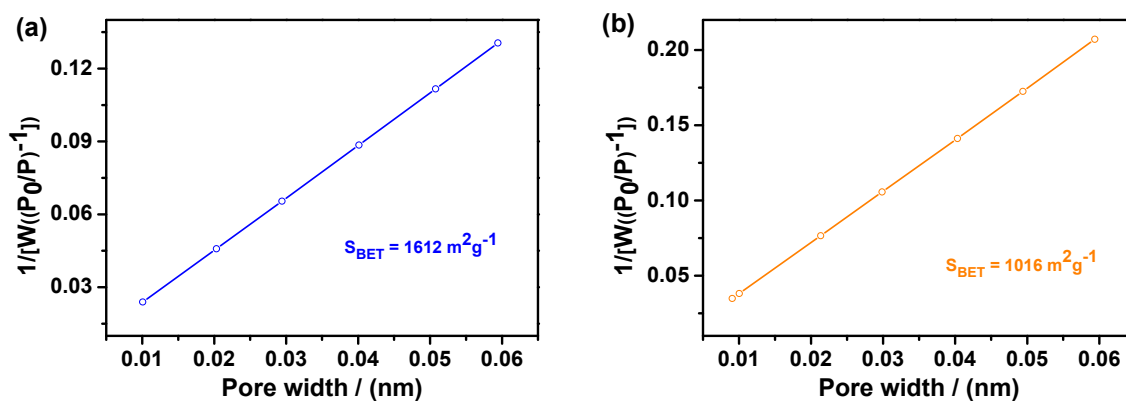 (a)
1/[W((P0/P)-1])
0.12
0.09
0.06
0.03
SBET = 1612 m2g-1
0.01 0.02 0.03 0.04 0.05 0.06
Pore width / (nm)
(b)
1/[W((P0/P)-1])
0.20
0.15
0.10
0.05
SBET = 1016 m2g-1
0.01 0.02 0.03 0.04 0.05 0.06
Pore width / (nm)